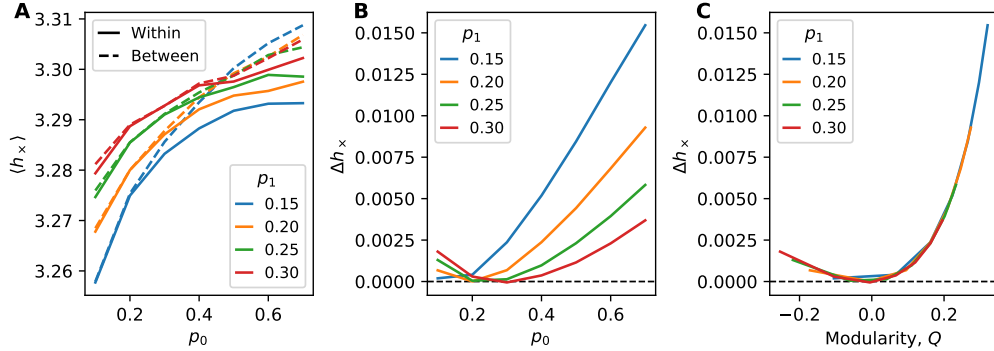 A
3.31
3.30
3.29
3.28
3.27
3.26
⟨h×⟩
Within
Between
p1
0.15
0.20
0.25
0.30
0.2
0.4
0.6
p0
B
0.0150
0.0125
0.0100
0.0075
0.0050
0.0025
0.0000
Δh×
p1
0.15
0.20
0.25
0.30
0.2
0.4
0.6
p0
C
0.0150
0.0125
0.0100
0.0075
0.0050
0.0025
0.0000
Δh×
p1
0.15
0.20
0.25
0.30
−0.2
0.0
0.2
Modularity, Q